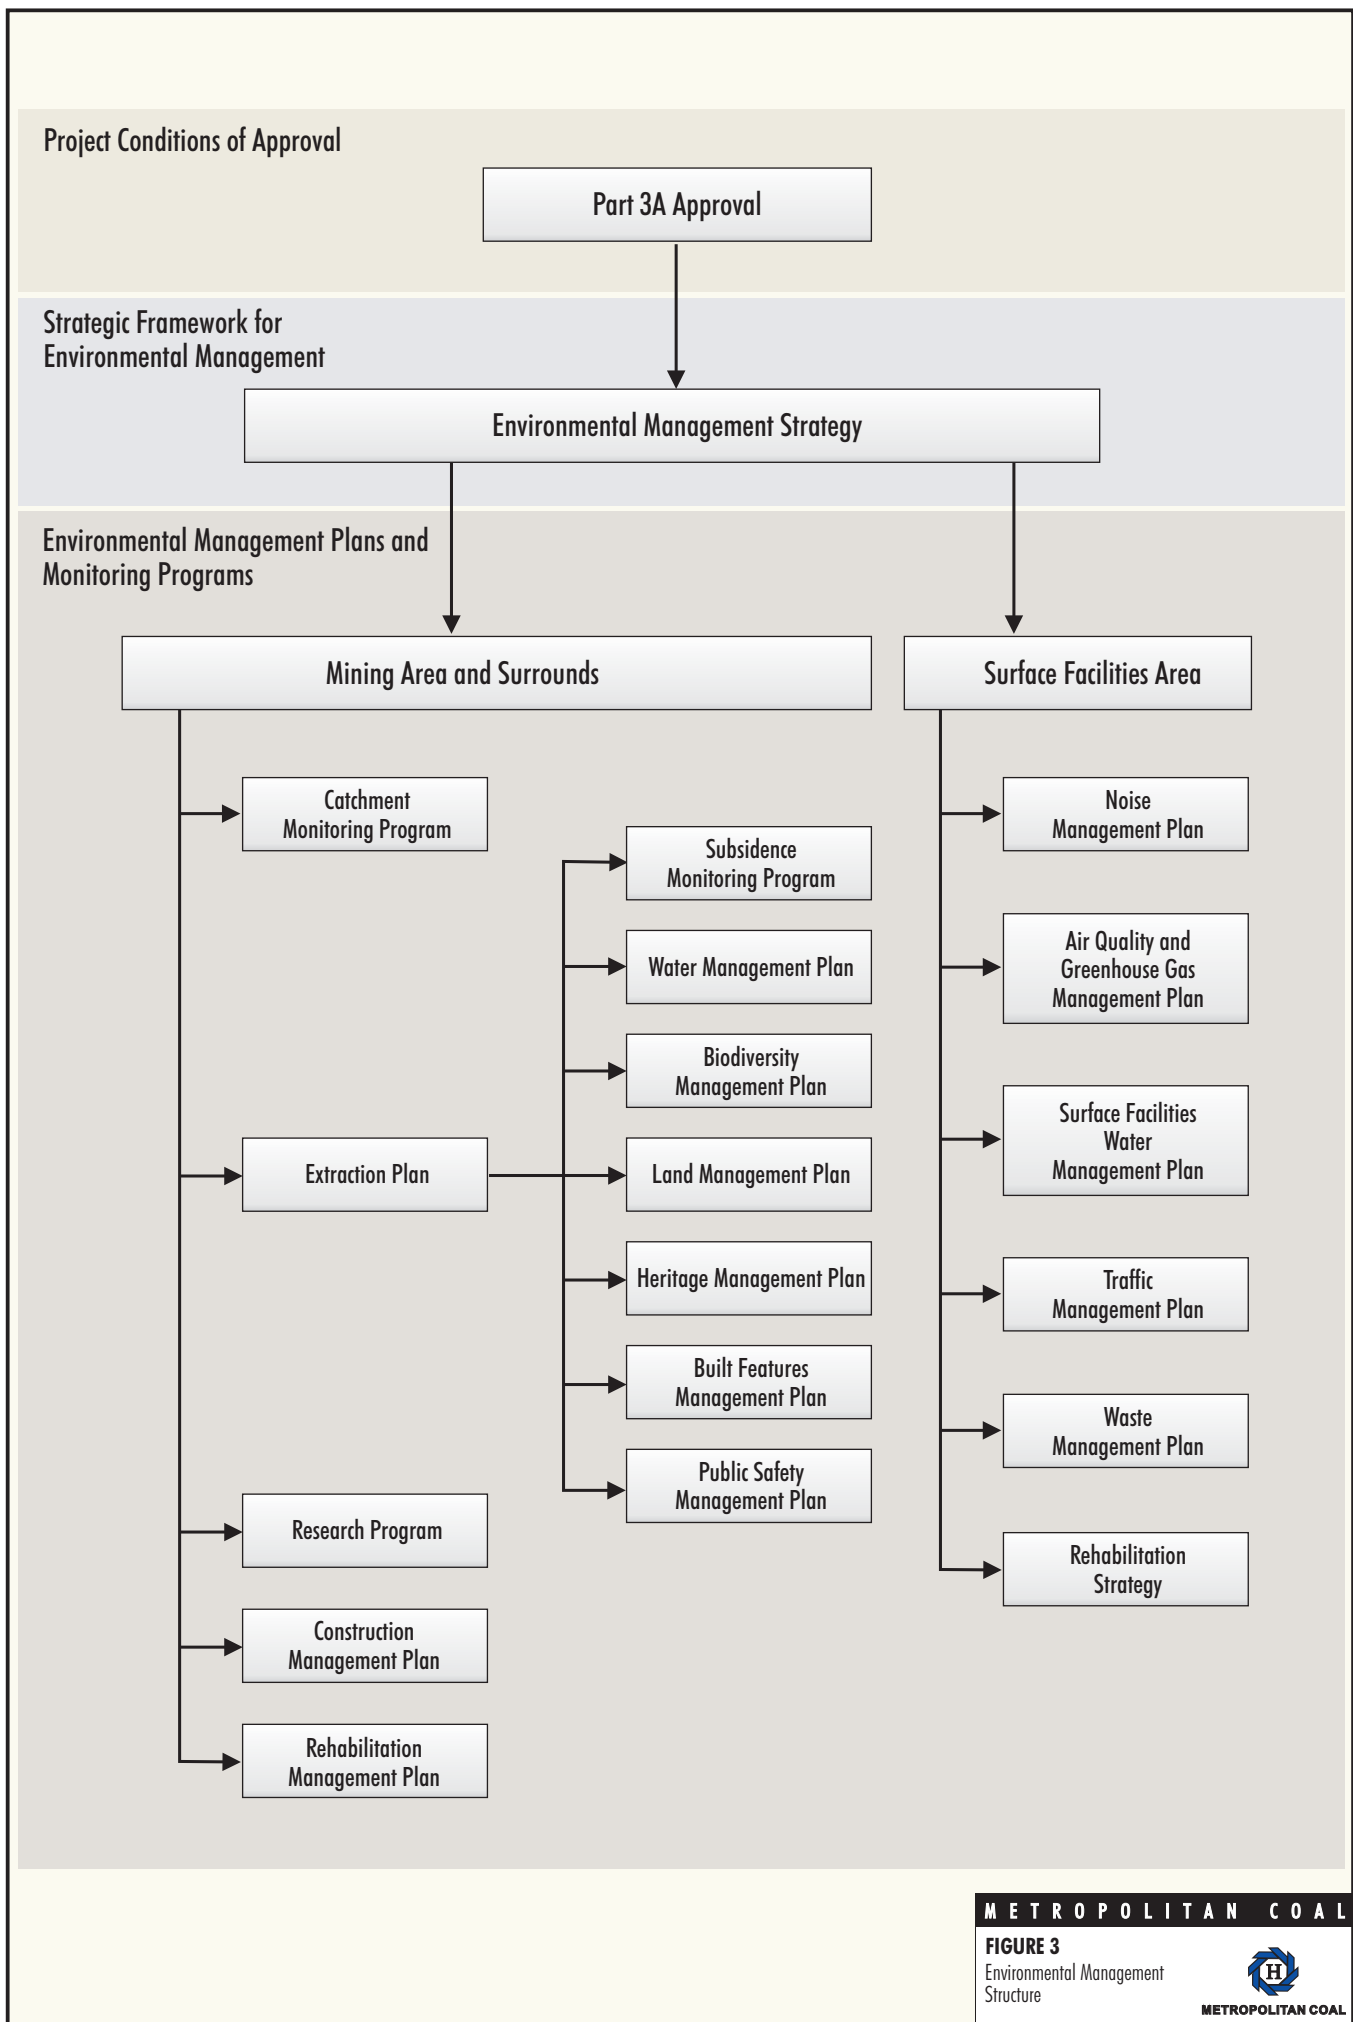 Project Conditions of Approval
Part 3A Approval
Strategic Framework for
Environmental Management
Environmental Management Strategy
Environmental Management Plans and
Monitoring Programs
Mining Area and Surrounds
Surface Facilities Area
Catchment
Monitoring Program
Extraction Plan
Research Program
Construction
Management Plan
Rehabilitation
Management Plan
Subsidence
Monitoring Program
Water Management Plan
Biodiversity
Management Plan
Land Management Plan
Heritage Management Plan
Built Features
Management Plan
Public Safety
Management Plan
Noise
Management Plan
Air Quality and
Greenhouse Gas
Management Plan
Surface Facilities
Water
Management Plan
Traffic
Management Plan
Waste
Management Plan
Rehabilitation
Strategy
METROPOLITAN COAL
FIGURE 3
Environmental Management
Structure
H
METROPOLITAN COAL